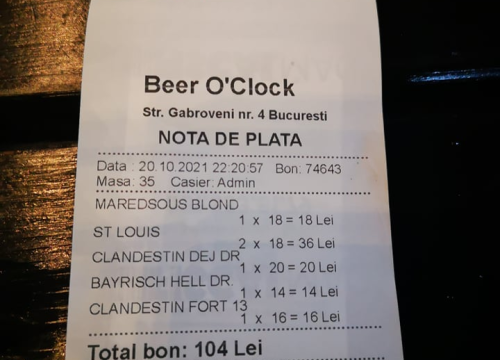 Beer O'Clock
Str. Gabroveni nr. 4 Bucuresti
NOTA DE PLATA
Data : 20.10.2021 22:20:57 Bon: 74643
Masa: 35 Casier: Admin
MAREDSOUS BLOND
1 x 18 = 18 Lei
ST LOUIS
2 x 18 = 36 Lei
CLANDESTIN DEJ DR
1 x 20 = 20 Lei
BAYRISCH HELL DR.
1 x 14 = 14 Lei
CLANDESTIN FORT 13
1 x 16 = 16 Lei
Total bon: 104 Lei